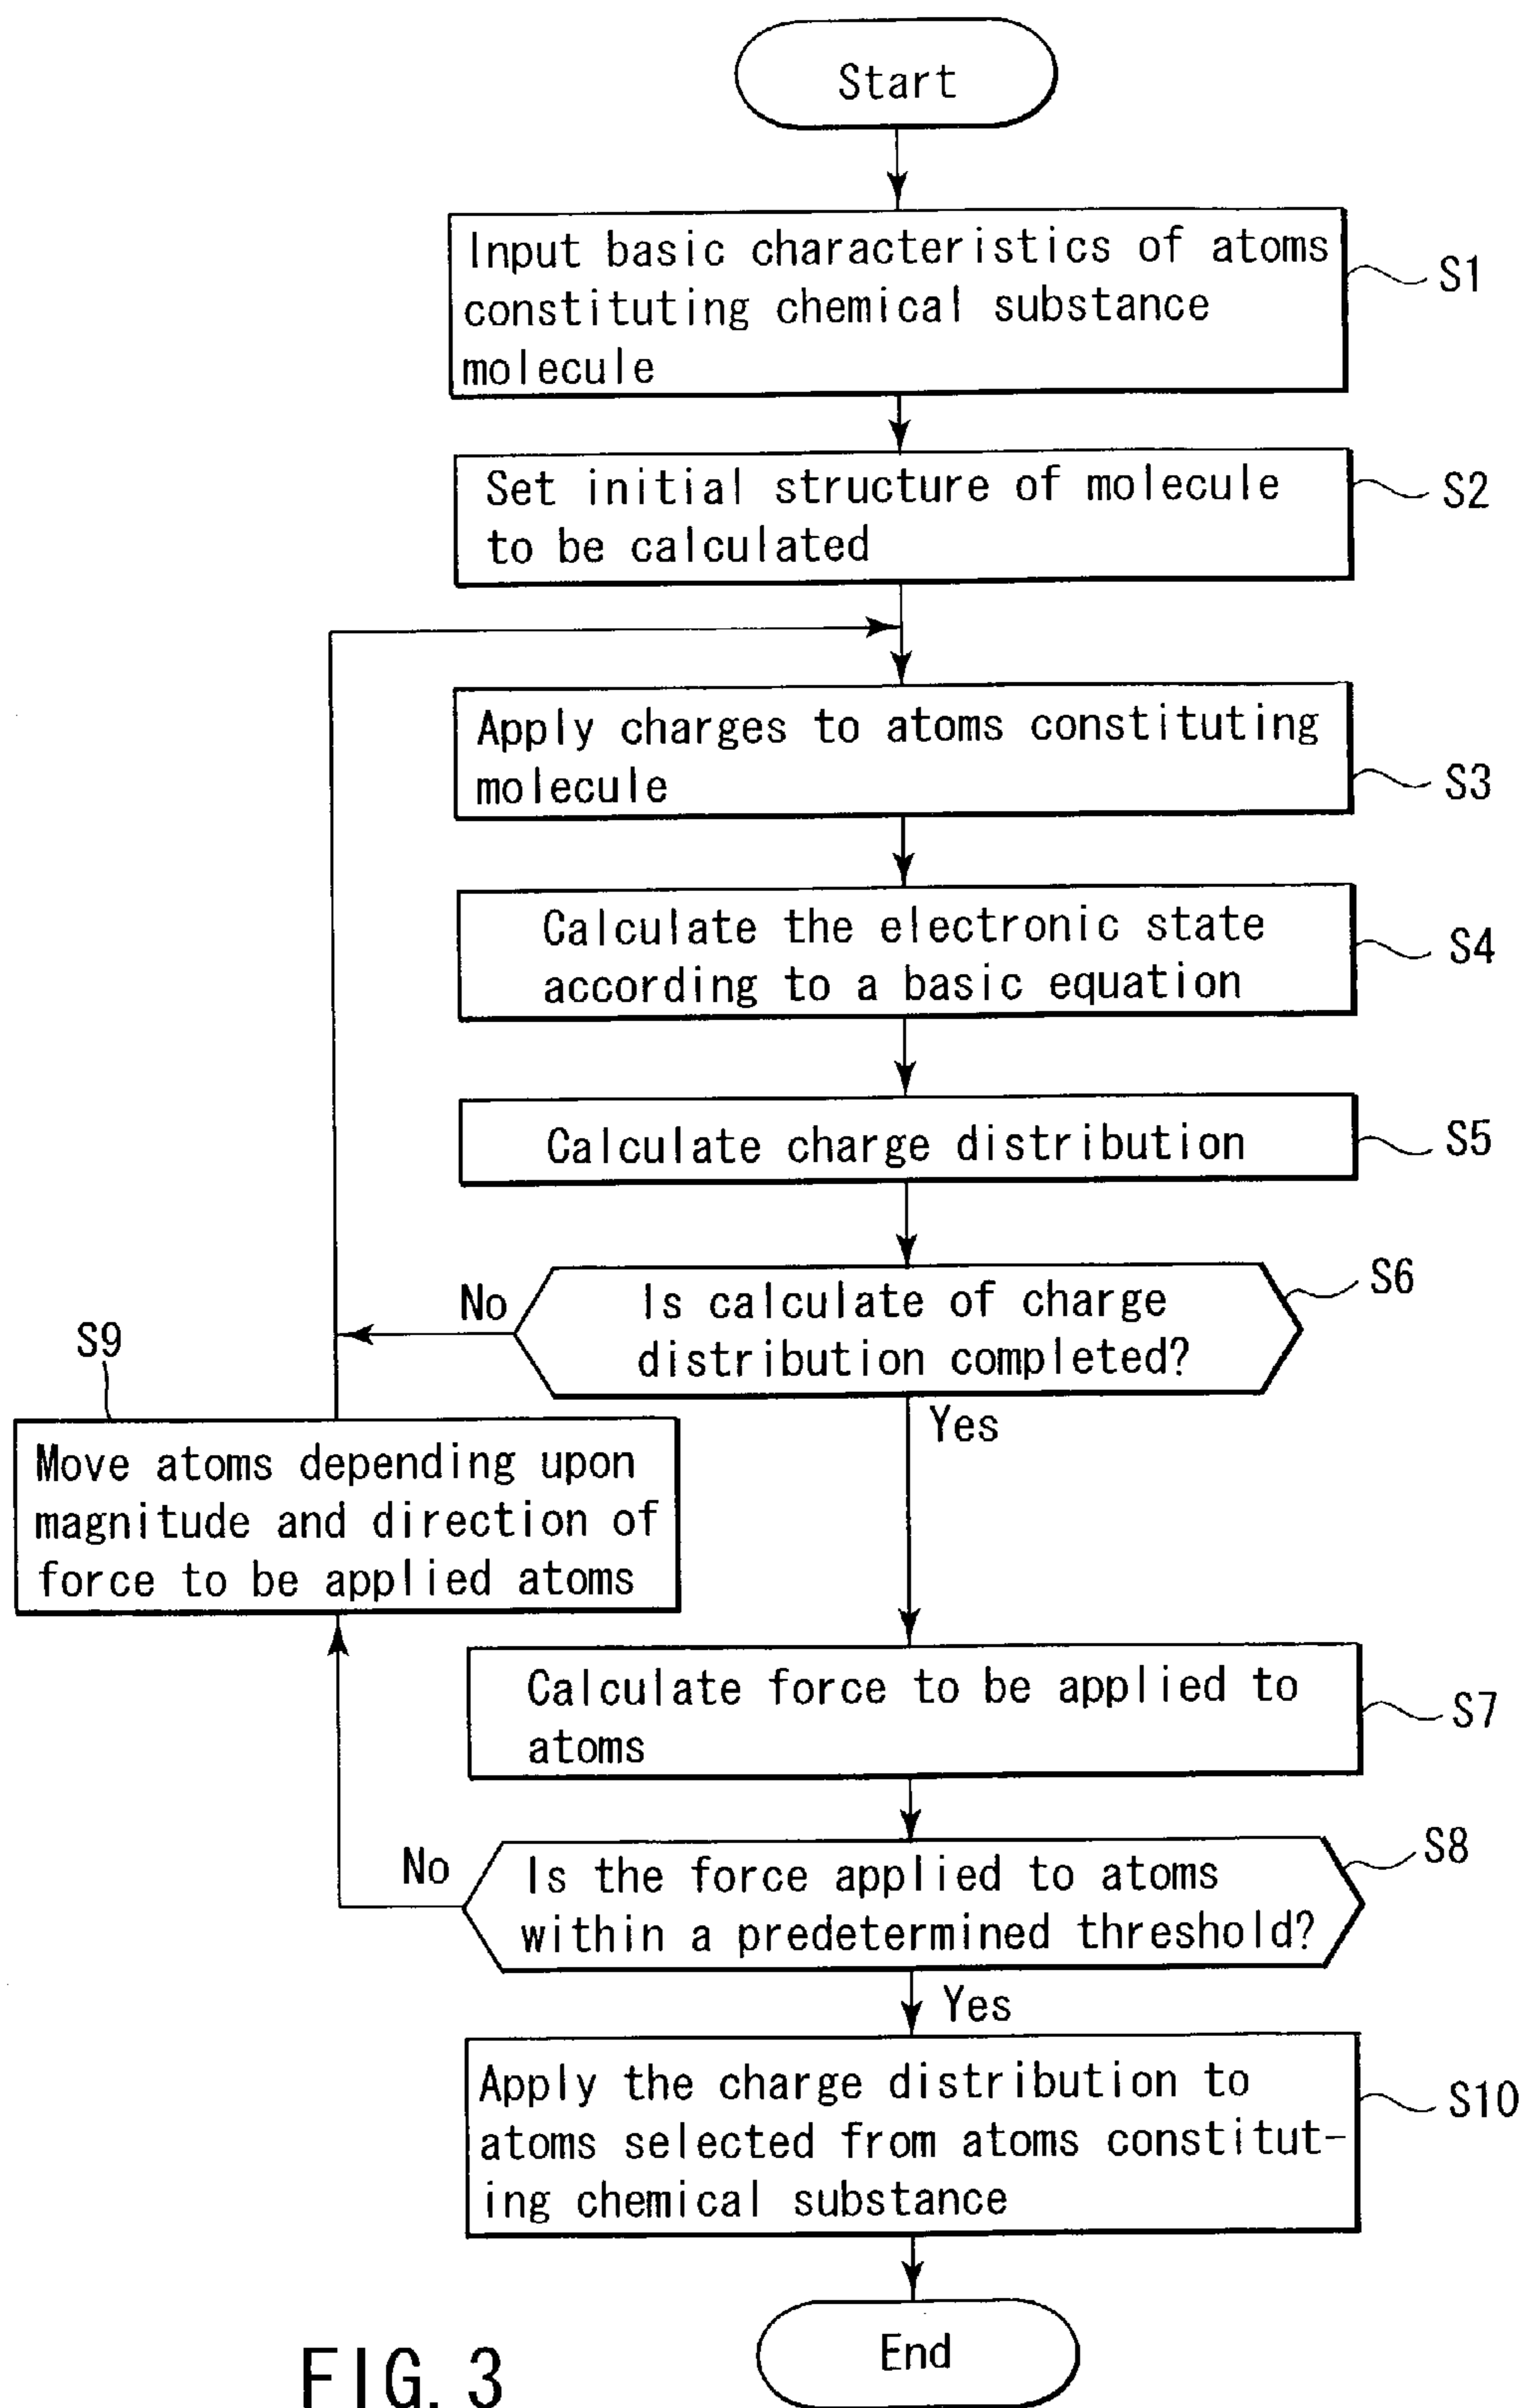 Start
Input basic characteristics of atoms
constituting chemical substance
molecule
S1
Set initial structure of molecule
to be calculated
S2
Apply charges to atoms constituting
molecule
S3
Calculate the electronic state
according to a basic equation
S4
Calculate charge distribution
S5
Is calculate of charge
distribution completed?
S6
No
Yes
S9
Move atoms depending upon
magnitude and direction of
force to be applied atoms
Calculate force to be applied to
atoms
S7
Is the force applied to atoms
within a predetermined threshold?
S8
No
Yes
Apply the charge distribution to
atoms selected from atoms constitut-
ing chemical substance
S10
End
FIG. 3